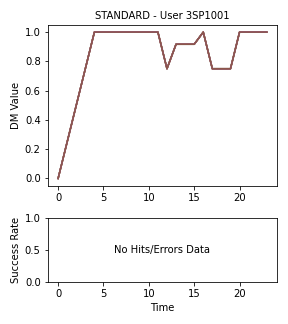 STANDARD - User 3SP1001
1.0
0.8
0.6
0.4
0.2
0.0
DM Value
0 5 10 15 20
1.0
0.5
0.0
Success Rate
No Hits/Errors Data
0 5 10 15 20
Time